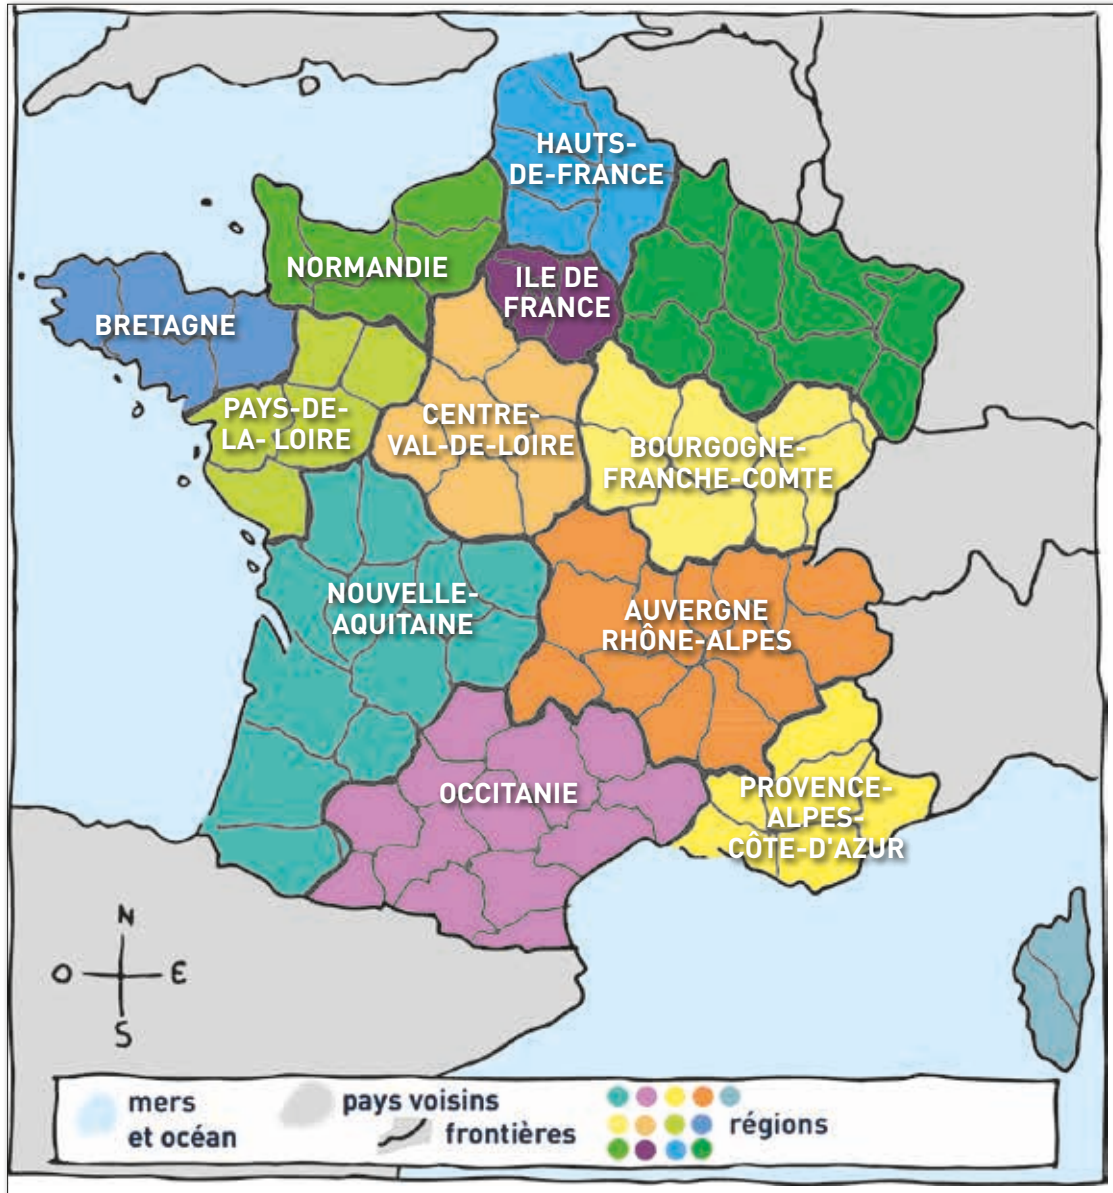 HAUTS-
DE-FRANCE
NORMANDIE
ILE DE
FRANCE
BRETAGNE
PAYS-DE-
LA- LOIRE
CENTRE-
VAL-DE-LOIRE
BOURGOGNE-
FRANCHE-COMTE
NOUVELLE-
AQUITAINE
AUVERGNE
RHÔNE-ALPES
OCCITANIE
PROVENCE-
ALPES-
CÔTE-D'AZUR
N
O
E
S
mers
et océan
pays voisins
frontières
régions